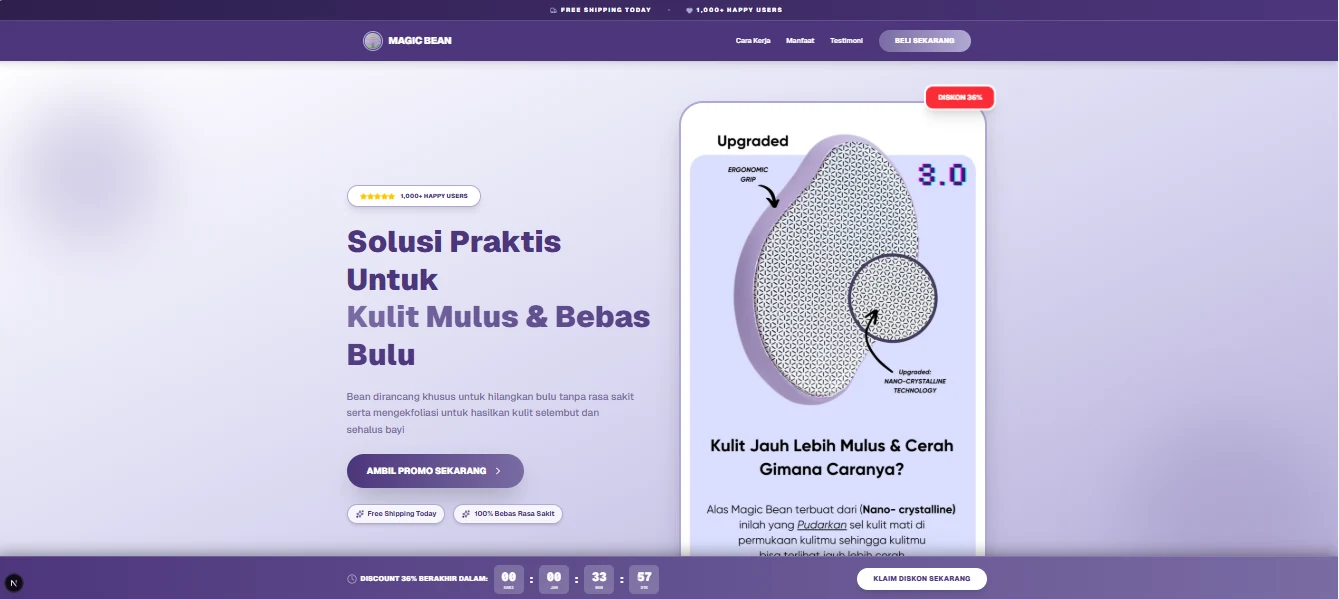 FREE SHIPPING TODAY
1,000+ HAPPY USERS
MAGIC BEAN
Cara Kerja
Manfaat
Testimoni
BELI SEKARANG
1,000+ HAPPY USERS
Solusi Praktis
Untuk
Kulit Mulus & Bebas
Bulu
Bean dirancang khusus untuk hilangkan bulu tanpa rasa sakit
serta mengekfoliasi untuk hasilkan kulit selembut dan
sehalus bayi
AMBIL PROMO SEKARANG
Free Shipping Today
100% Bebas Rasa Sakit
DISKON 36%
Upgraded
3.0
ERGONOMIC
GRIP
Upgraded:
NANO-CRYSTALLINE
TECHNOLOGY
Kulit Jauh Lebih Mulus & Cerah
Gimana Caranya?
Alas Magic Bean terbuat dari (Nano- crystalline)
inilah yang Pudarkan sel kulit mati di
permukaan kulitmu sehingga kulitmu
bisa terlihat jauh lebih cerah
N
DISCOUNT 36% BERAKHIR DALAM:
00 : 00 : 33 : 57
KLAIM DISKON SEKARANG